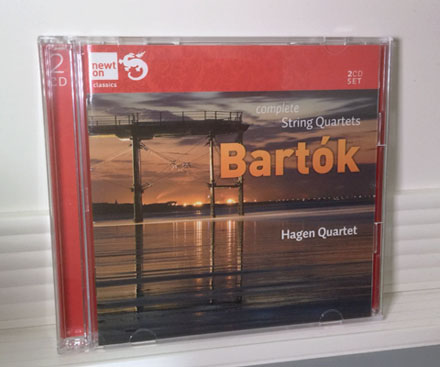 2
CD
newt
on
classics
2CD
SET
complete
String Quartets
Bartók
Hagen Quartet